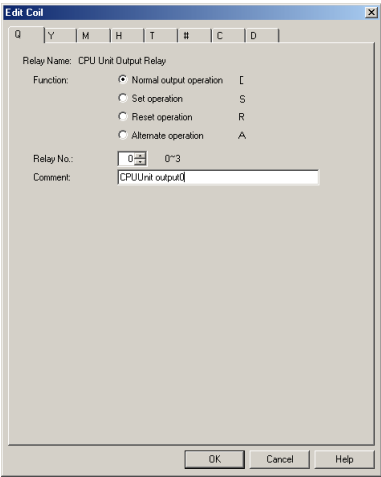 Edit Coil
Q Y M H T # C D
Relay Name: CPU Unit Output Relay
Function: Normal output operation [
Set operation S
Reset operation R
Alternate operation A
Relay No.: 0 0~3
Comment: CPUUnit output0
OK Cancel Help